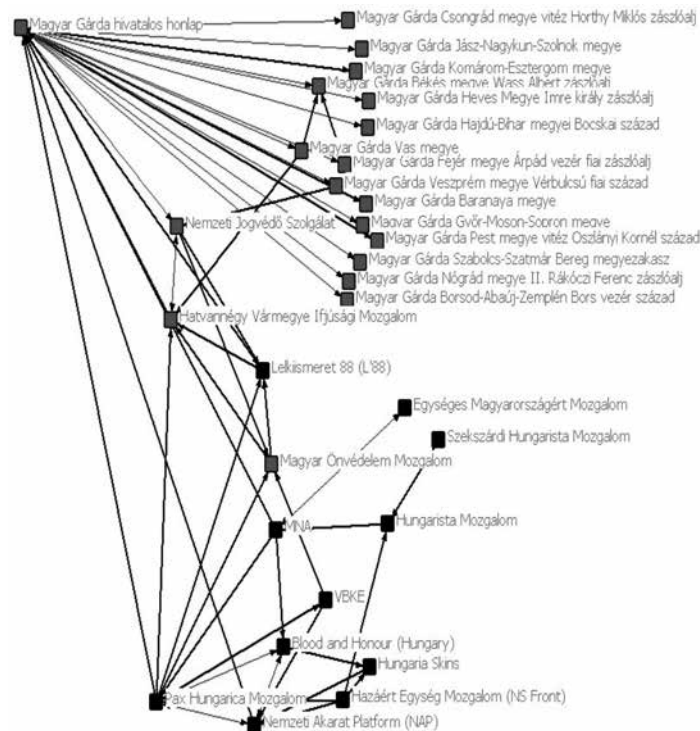 Magyar Gárda hivatalos honlap
Magyar Gárda Csongrád megye vitéz Horthy Miklós zászlóalj
Magyar Gárda Jász-Nagykun-Szolnok megye
Magyar Gárda Komárom-Esztergom megye
Magyar Gárda Békés megye Wass Albert zászlóalj
Magyar Gárda Heves Megye Imre király zászlóalj
Magyar Gárda Hajdú-Bihar megyei Bocskai század
Magyar Gárda Vas megye
Magyar Gárda Fejér megye Árpád vezér fiai zászlóalj
Magyar Gárda Veszprém megye Vérbulcsú fiai század
Magyar Gárda Baranaya megye
Magyar Gárda Győr-Moson-Sopron megye
Nemzeti Jogvédő Szolgálat
Magyar Gárda Pest megye vitéz Oszlányi Kornél század
Magyar Gárda Szabolcs-Szatmár Bereg megyezakasz
Magyar Gárda Nógrád megye II. Rákóczi Ferenc zászlóalj
Magyar Gárda Borsod-Abaúj-Zemplén Bors vezér század
Hatvannégy Vármegye Ifjúsági Mozgalom
Lelkiismeret 88 (L'88)
Egységes Magyarországért Mozgalom
Szekszárdi Hungarista Mozgalom
Magyar Önvédelem Mozgalom
MNA
Hungarista Mozgalom
VBKE
Blood and Honour (Hungary)
Hungaria Skins
Pax Hungarica Mozgalom
Hazáért Egység Mozgalom (NS Front)
Nemzeti Akarat Platform (NAP)